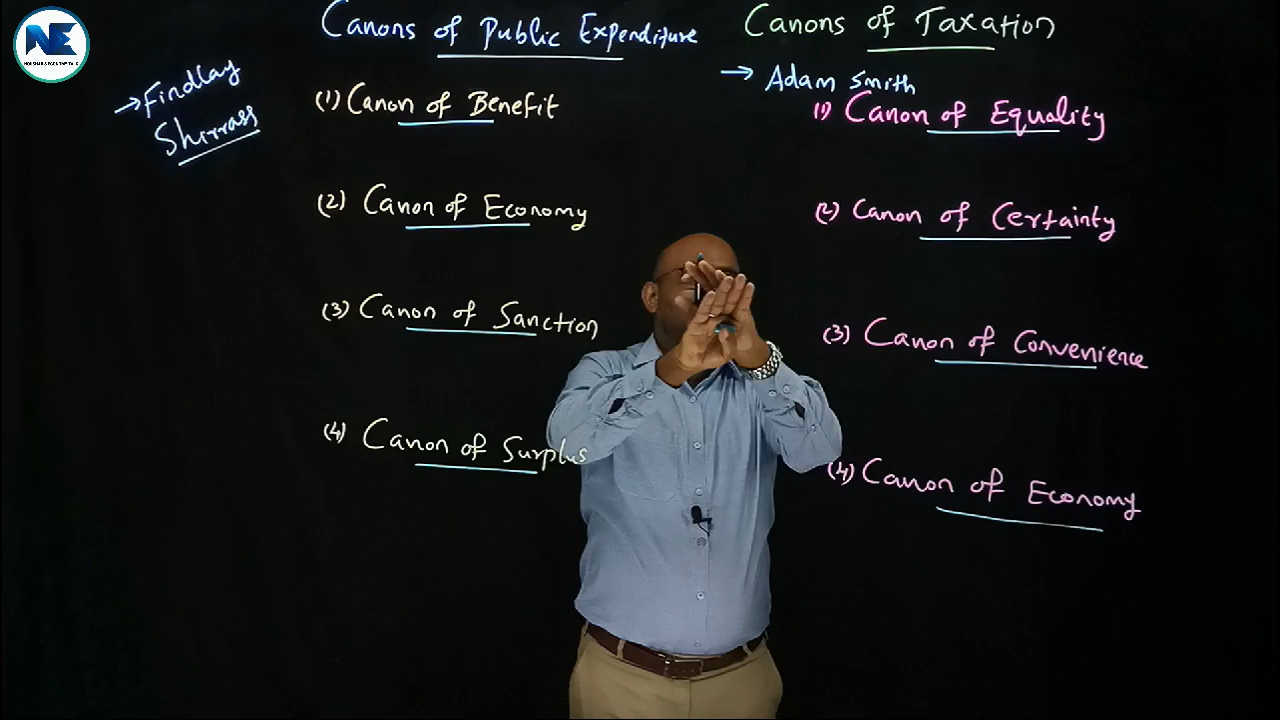 NE
Canons of Public Expenditure
→ Findlay
Shirrass
(1) Canon of Benefit
(2) Canon of Economy
(3) Canon of Sanction
(4) Canon of Surplus
Canons of Taxation
→ Adam Smith
(1) Canon of Equality
(2) Canon of Certainty
(3) Canon of Convenience
(4) Canon of Economy